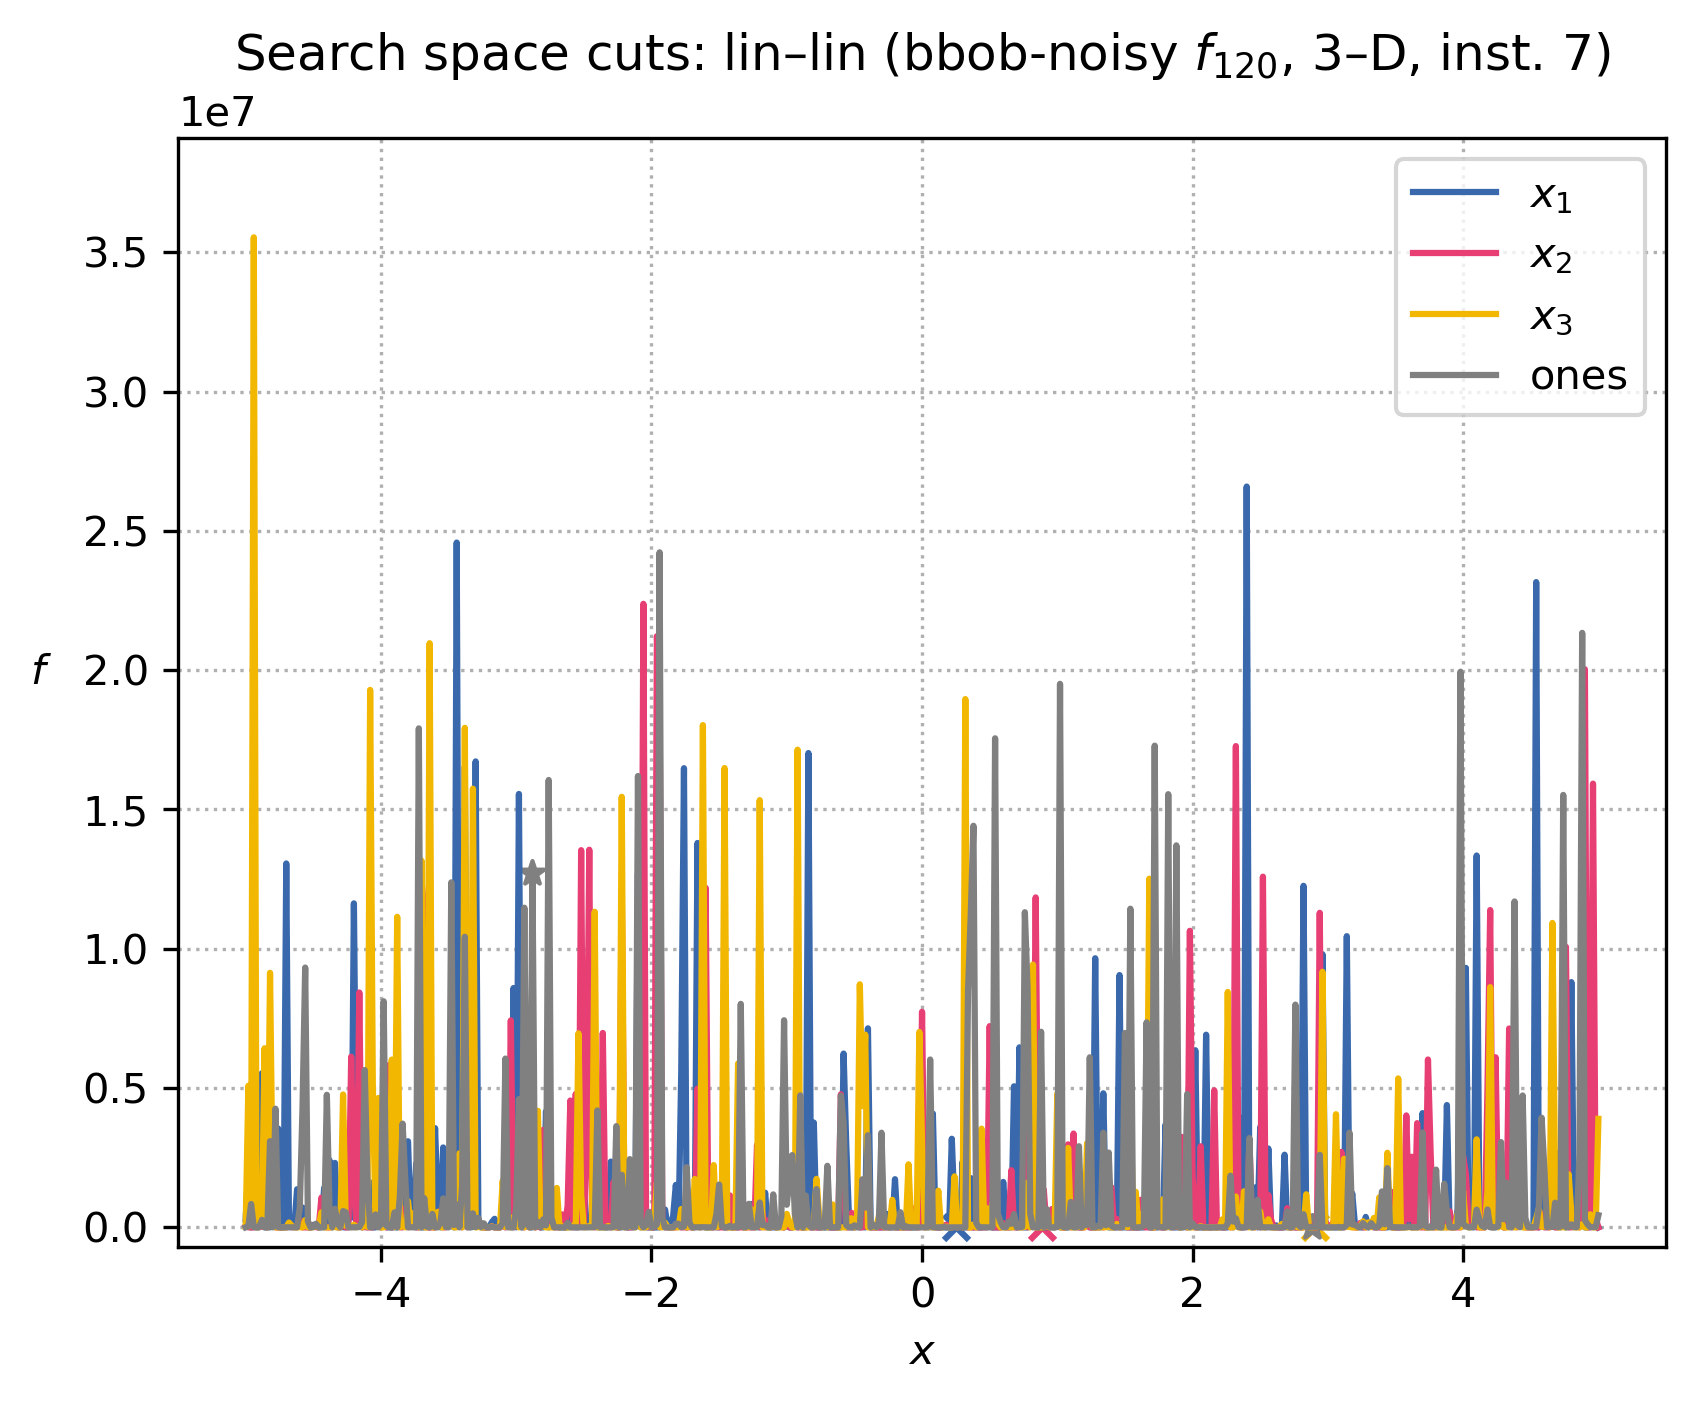 Search space cuts: lin–lin (bbob-noisy f₁₂₀, 3–D, inst. 7)
1e7
x₁
x₂
x₃
ones
3.5
3.0
2.5
2.0
1.5
1.0
0.5
0.0
f
−4
−2
0
2
4
x